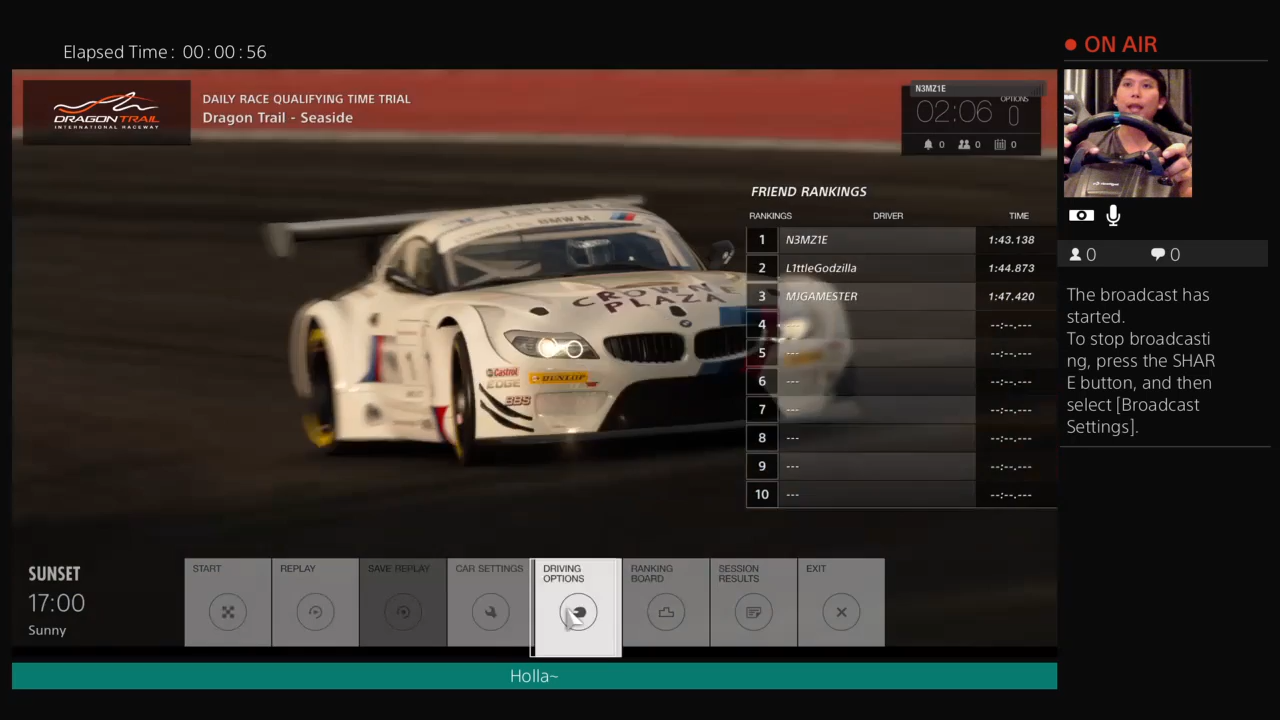 Elapsed Time: 00:00:56
ON AIR
DRAGON TRAIL
INTERNATIONAL RACEWAY
DAILY RACE QUALIFYING TIME TRIAL
Dragon Trail - Seaside
N3MZ1E
02:06
OPTIONS
0 0 0
FRIEND RANKINGS
RANKINGS DRIVER TIME
1 N3MZ1E 1:43.138
2 L1ttleGodzilla 1:44.873
3 MJGAMESTER 1:47.420
4 --- --:--.---
5 --- --:--.---
6 --- --:--.---
7 --- --:--.---
8 --- --:--.---
9 --- --:--.---
10 --- --:--.---
BMW M
CROWNE
PLAZA
Castrol
EDGE
DUNLOP
BBS
0 0
The broadcast has
started.
To stop broadcasti
ng, press the SHAR
E button, and then
select [Broadcast
Settings].
SUNSET
17:00
Sunny
START
REPLAY
SAVE REPLAY
CAR SETTINGS
DRIVING
OPTIONS
RANKING
BOARD
SESSION
RESULTS
EXIT
Holla~